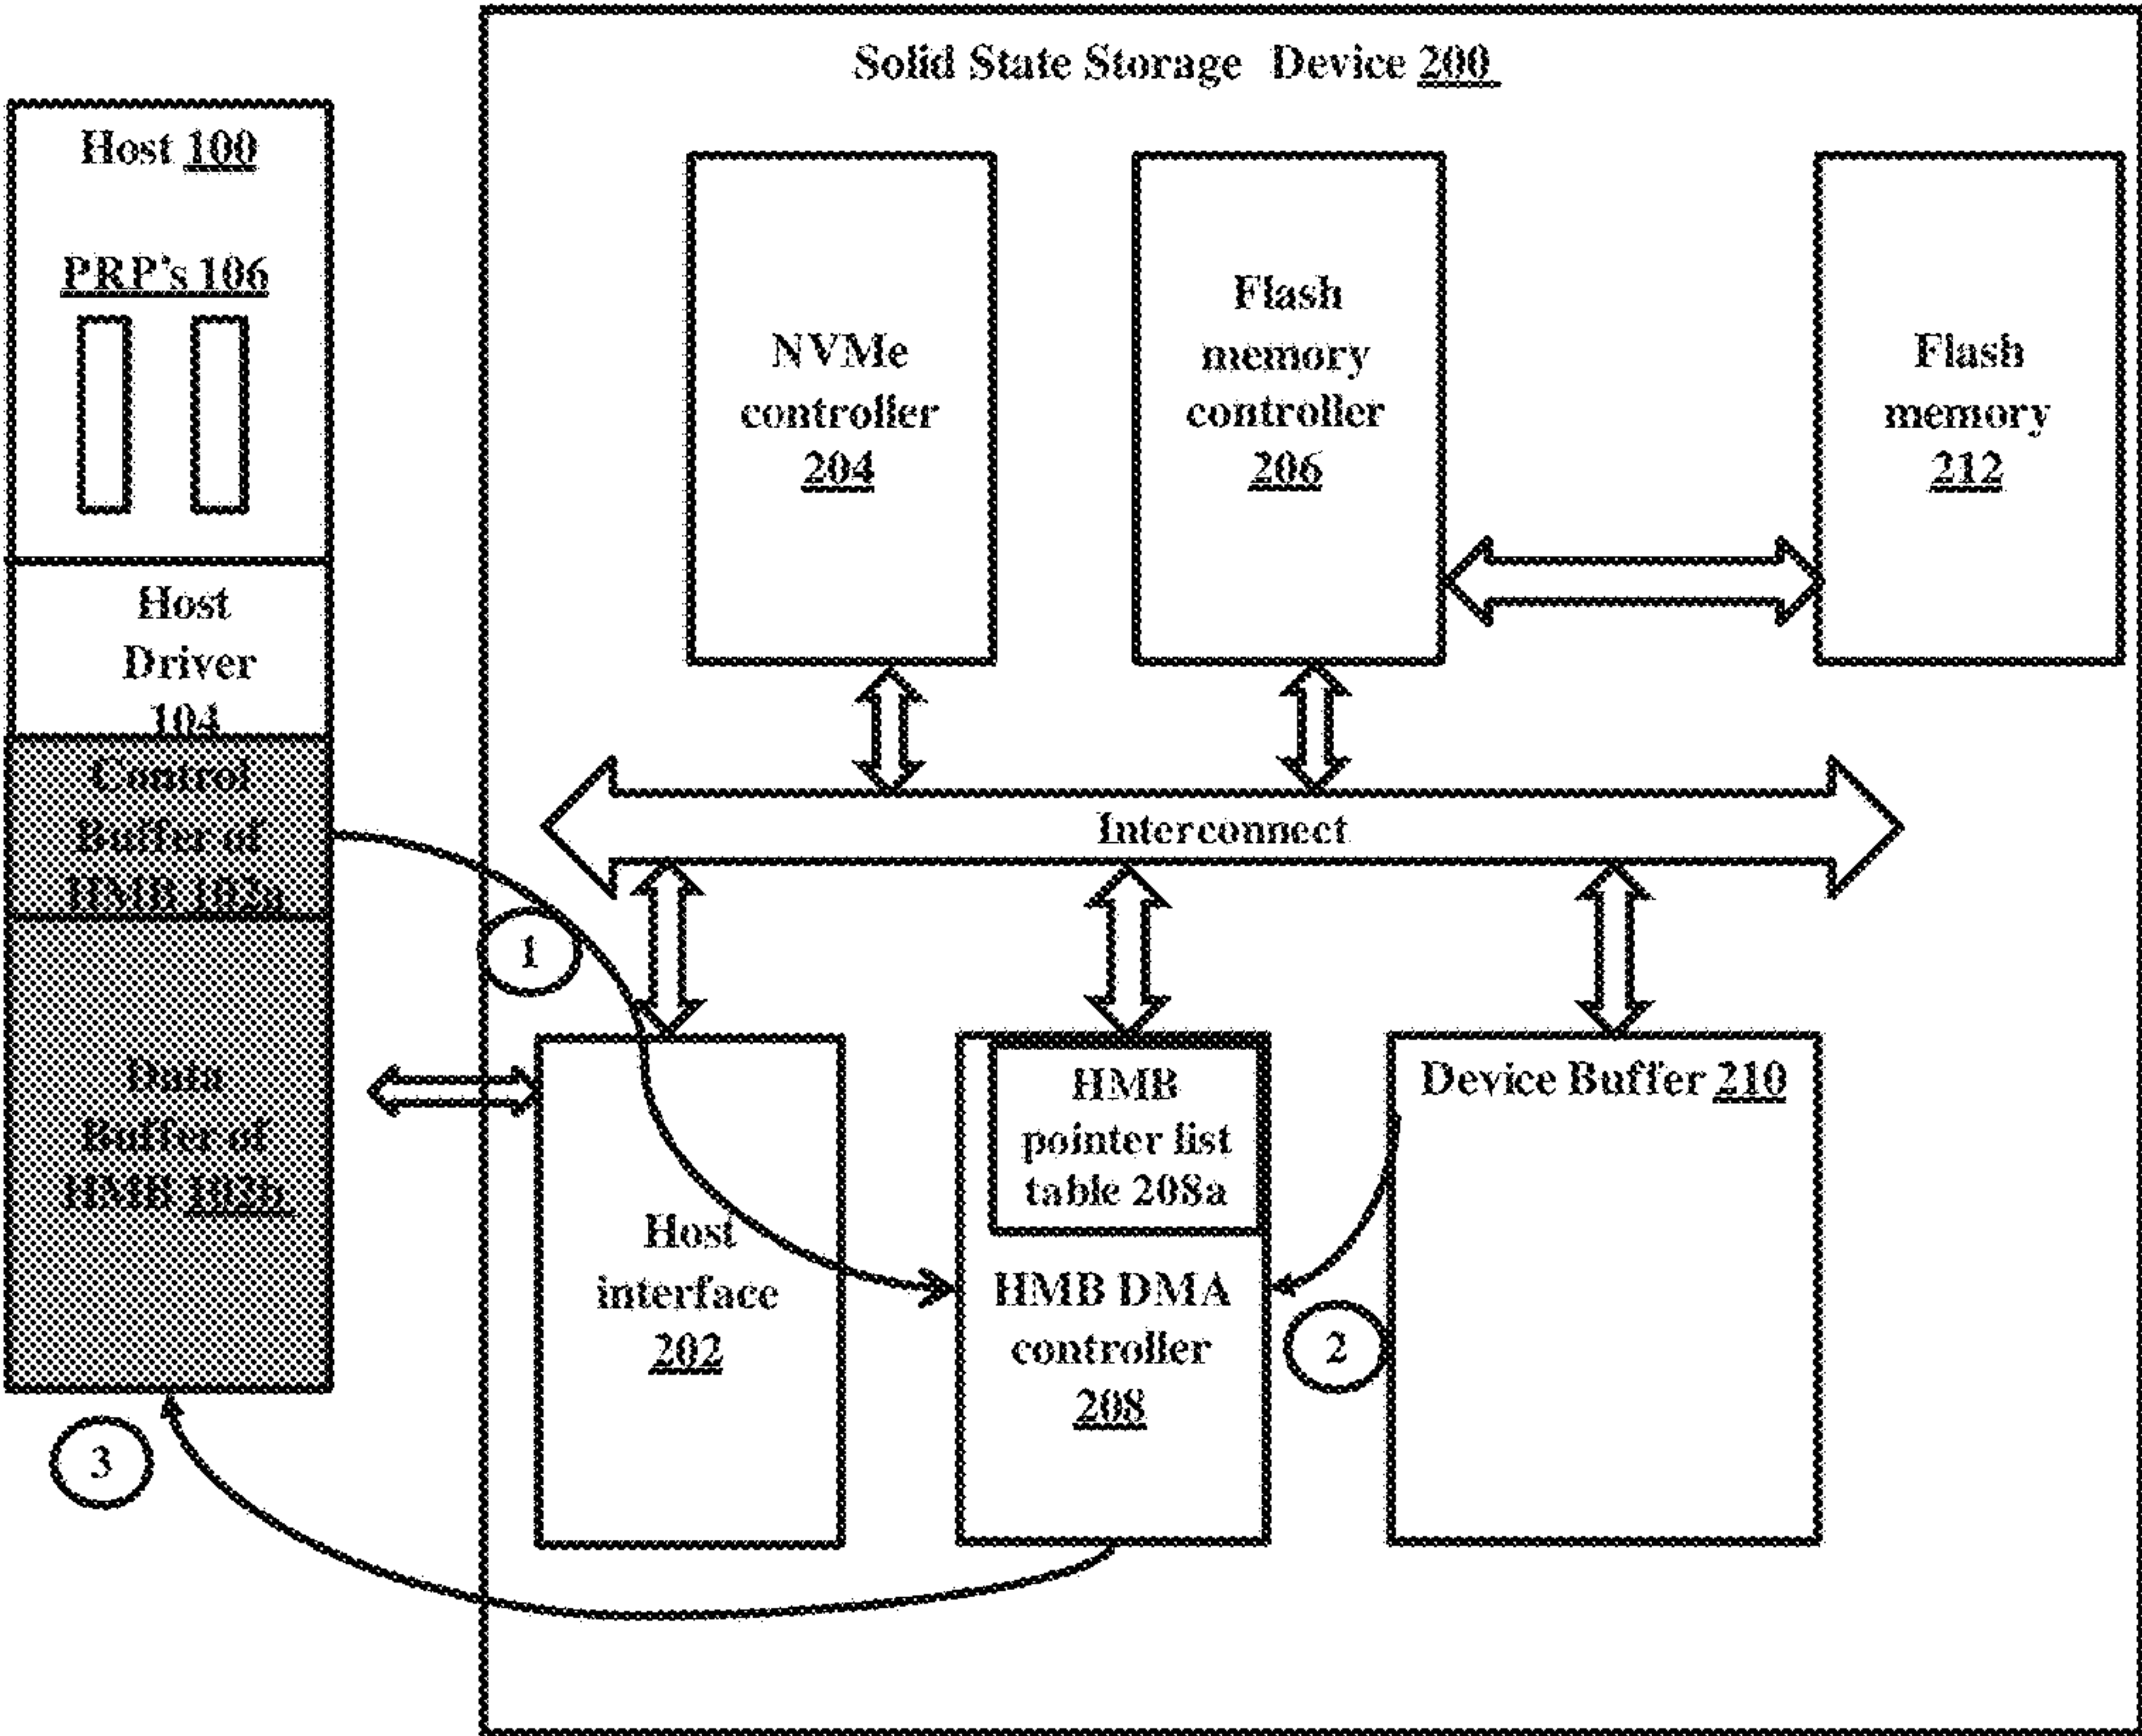 Solid State Storage Device 200
Host 100
PRP's 106
Host
Driver
104
Control
Buffer of
HMB 102a
Data
Buffer of
HMB 102b
NVMe
controller
204
Flash
memory
controller
206
Flash
memory
212
Interconnect
1
Host
interface
202
HMB
pointer list
table 208a
HMB DMA
controller
208
2
Device Buffer 210
3